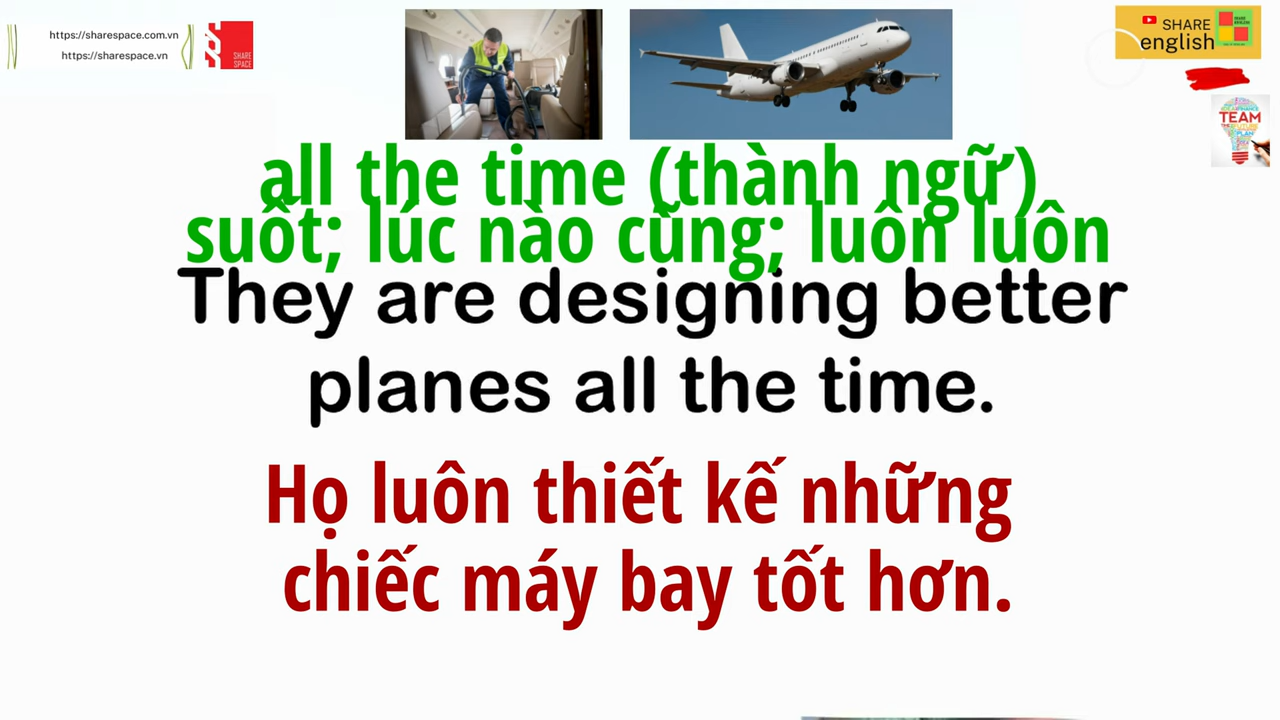 https://sharespace.com.vn
https://sharespace.vn
SHARE
SPACE
SHARE
english
TEAM
PLAN
all the time (thành ngữ)
suốt; lúc nào cũng; luôn luôn
They are designing better
planes all the time.
Họ luôn thiết kế những
chiếc máy bay tốt hơn.